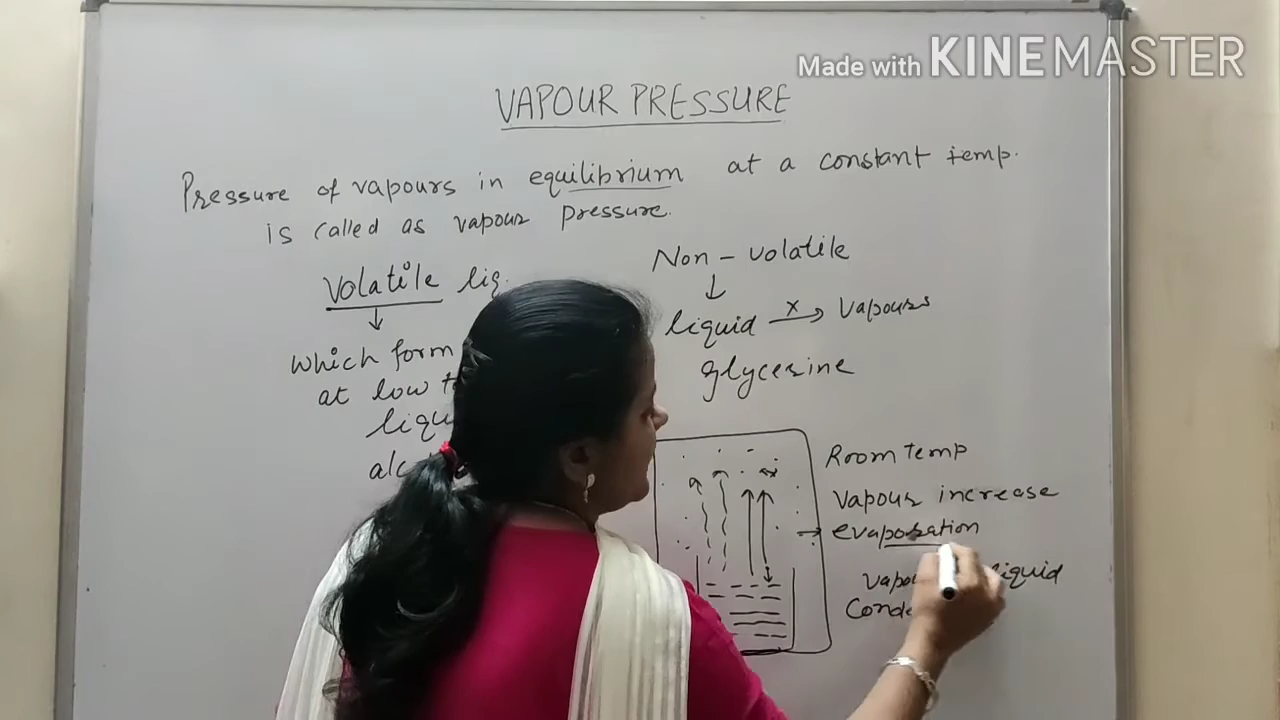 Made with KINEMASTER
VAPOUR PRESSURE
Pressure of vapours in equilibrium at a constant temp.
is called as vapour pressure.
Volatile liq.
↓
which form
at low
Non - volatile
↓
liquid x→ vapours
glycerine
Room temp
Vapour increase
→ evaporation
liquid